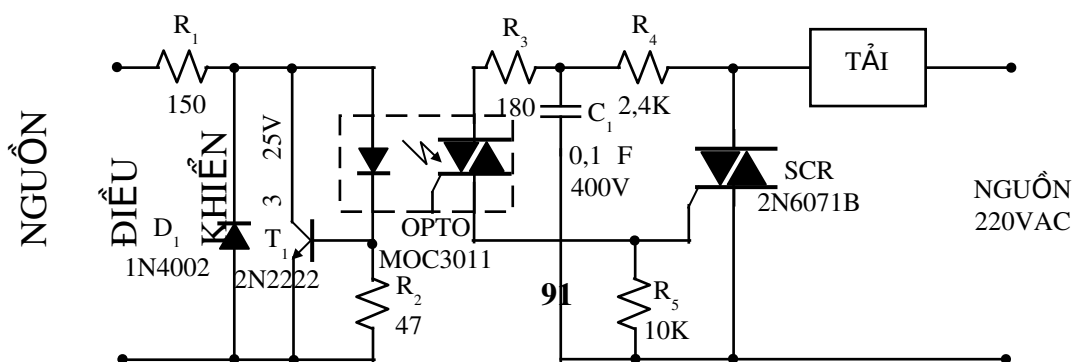 NGUỒN
ĐIỀU
KHIỂN
3 25V
R1
150
D1
1N4002
T1
2N2222
R2
47
OPTO
MOC3011
R3
180
C1
0,1 F
400V
R4
2,4K
R5
10K
91
SCR
2N6071B
TẢI
NGUỒN
220VAC